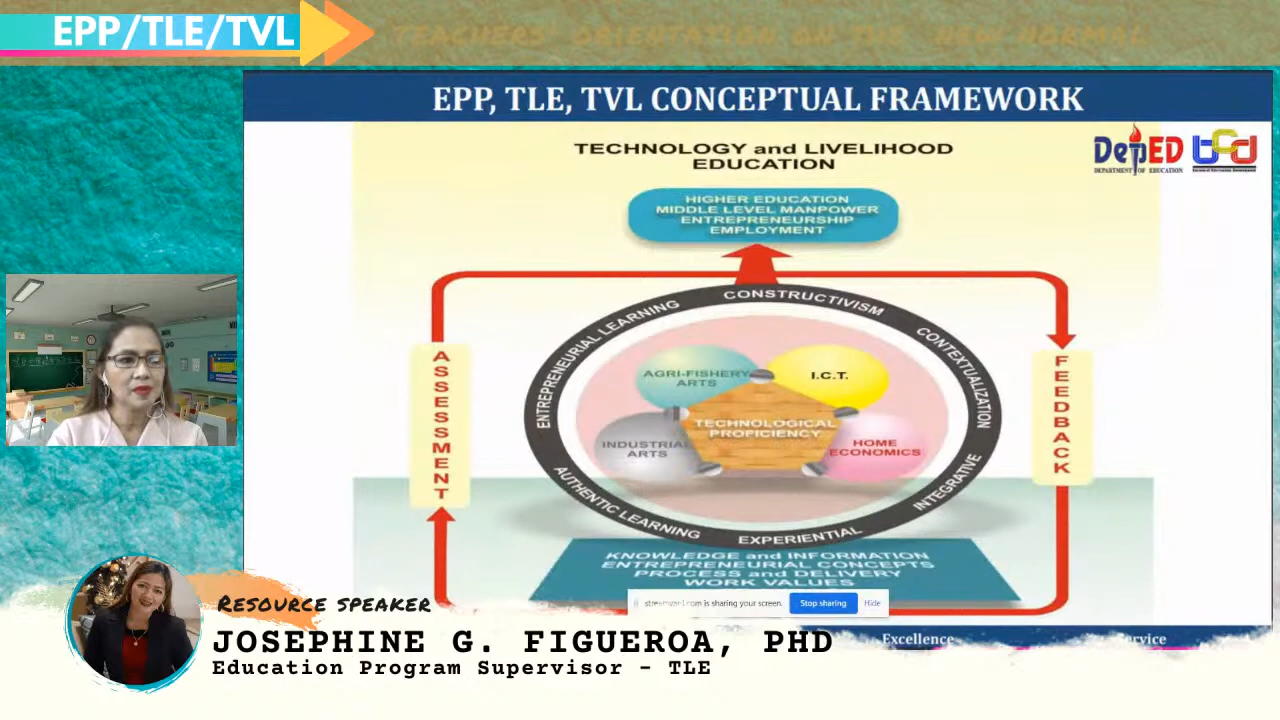 EPP/TLE/TVL
TEACHERS' ORIENTATION ON THE NEW NORMAL
EPP, TLE, TVL CONCEPTUAL FRAMEWORK
DepED
DEPARTMENT OF EDUCATION
bcd
TECHNOLOGY and LIVELIHOOD
EDUCATION
HIGHER EDUCATION
MIDDLE LEVEL MANPOWER
ENTREPRENEURSHIP
EMPLOYMENT
ENTREPRENEURIAL LEARNING
CONSTRUCTIVISM
CONTEXTUALIZATION
INTEGRATIVE
EXPERIENTIAL
AUTHENTIC LEARNING
ASSESSMENT
FEEDBACK
AGRI-FISHERY
ARTS
I.C.T.
TECHNOLOGICAL
PROFICIENCY
INDUSTRIAL
ARTS
HOME
ECONOMICS
KNOWLEDGE and INFORMATION
ENTREPRENEURIAL CONCEPTS
PROCESS and DELIVERY
WORK VALUES
is sharing your screen.
Stop sharing
Hide
RESOURCE SPEAKER
JOSEPHINE G. FIGUEROA, PHD
Education Program Supervisor - TLE
Excellence